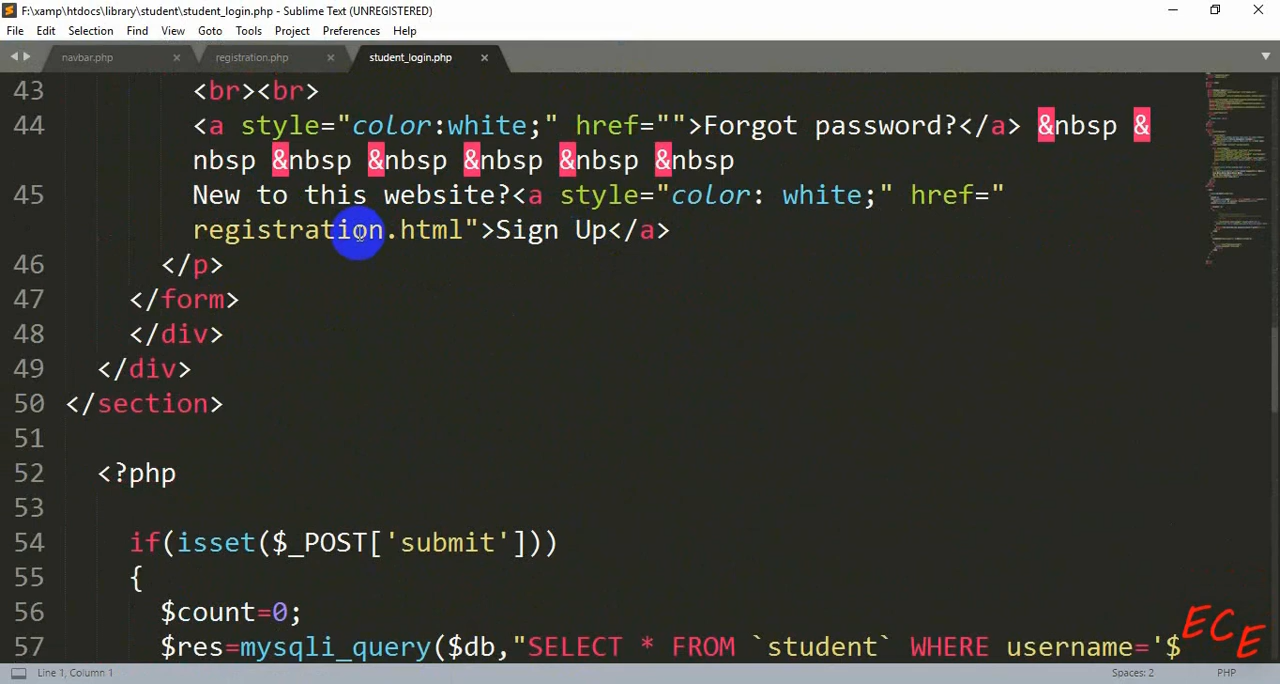 F:\xamp\htdocs\library\student\student_login.php - Sublime Text (UNREGISTERED)
File Edit Selection Find View Goto Tools Project Preferences Help
navbar.php registration.php student_login.php
43 <br><br>
44 <a style="color:white;" href="">Forgot password?</a> &nbsp &
nbsp &nbsp &nbsp &nbsp &nbsp &nbsp
45 New to this website?<a style="color: white;" href="
registration.html">Sign Up</a>
46 </p>
47 </form>
48 </div>
49 </div>
50 </section>
51
52 <?php
53
54 if(isset($_POST['submit']))
55 {
56 $count=0;
57 $res=mysqli_query($db,"SELECT * FROM `student` WHERE username='$
ECE
Line 1, Column 1 Spaces: 2 PHP